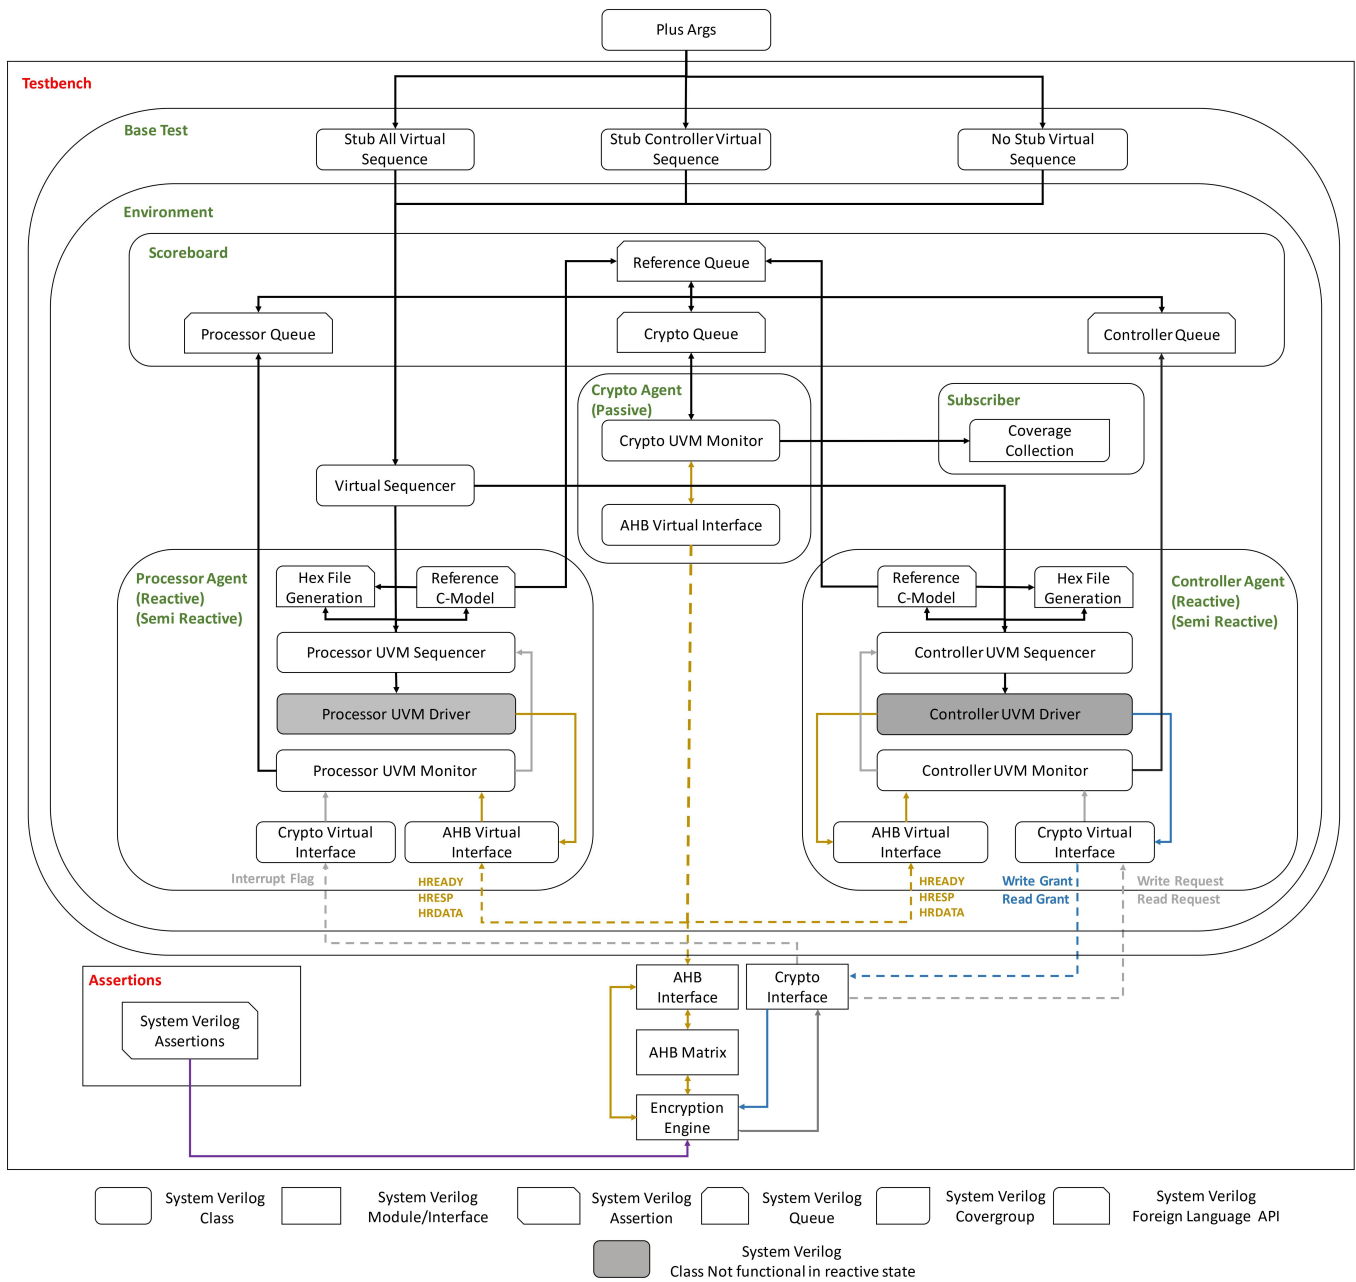 Plus Args
Testbench
Base Test
Stub All Virtual
Sequence
Stub Controller Virtual
Sequence
No Stub Virtual
Sequence
Environment
Scoreboard
Reference Queue
Processor Queue
Crypto Queue
Controller Queue
Crypto Agent
(Passive)
Crypto UVM Monitor
AHB Virtual Interface
Subscriber
Coverage
Collection
Virtual Sequencer
Processor Agent
(Reactive)
(Semi Reactive)
Hex File
Generation
Reference
C-Model
Processor UVM Sequencer
Processor UVM Driver
Processor UVM Monitor
Crypto Virtual
Interface
AHB Virtual
Interface
Interrupt Flag
HREADY
HRESP
HRDATA
Reference
C-Model
Hex File
Generation
Controller Agent
(Reactive)
(Semi Reactive)
Controller UVM Sequencer
Controller UVM Driver
Controller UVM Monitor
AHB Virtual
Interface
Crypto Virtual
Interface
HREADY
HRESP
HRDATA
Write Grant
Read Grant
Write Request
Read Request
Assertions
System Verilog
Assertions
AHB
Interface
Crypto
Interface
AHB Matrix
Encryption
Engine
System Verilog
Class
System Verilog
Module/Interface
System Verilog
Assertion
System Verilog
Queue
System Verilog
Covergroup
System Verilog
Foreign Language API
System Verilog
Class Not functional in reactive state